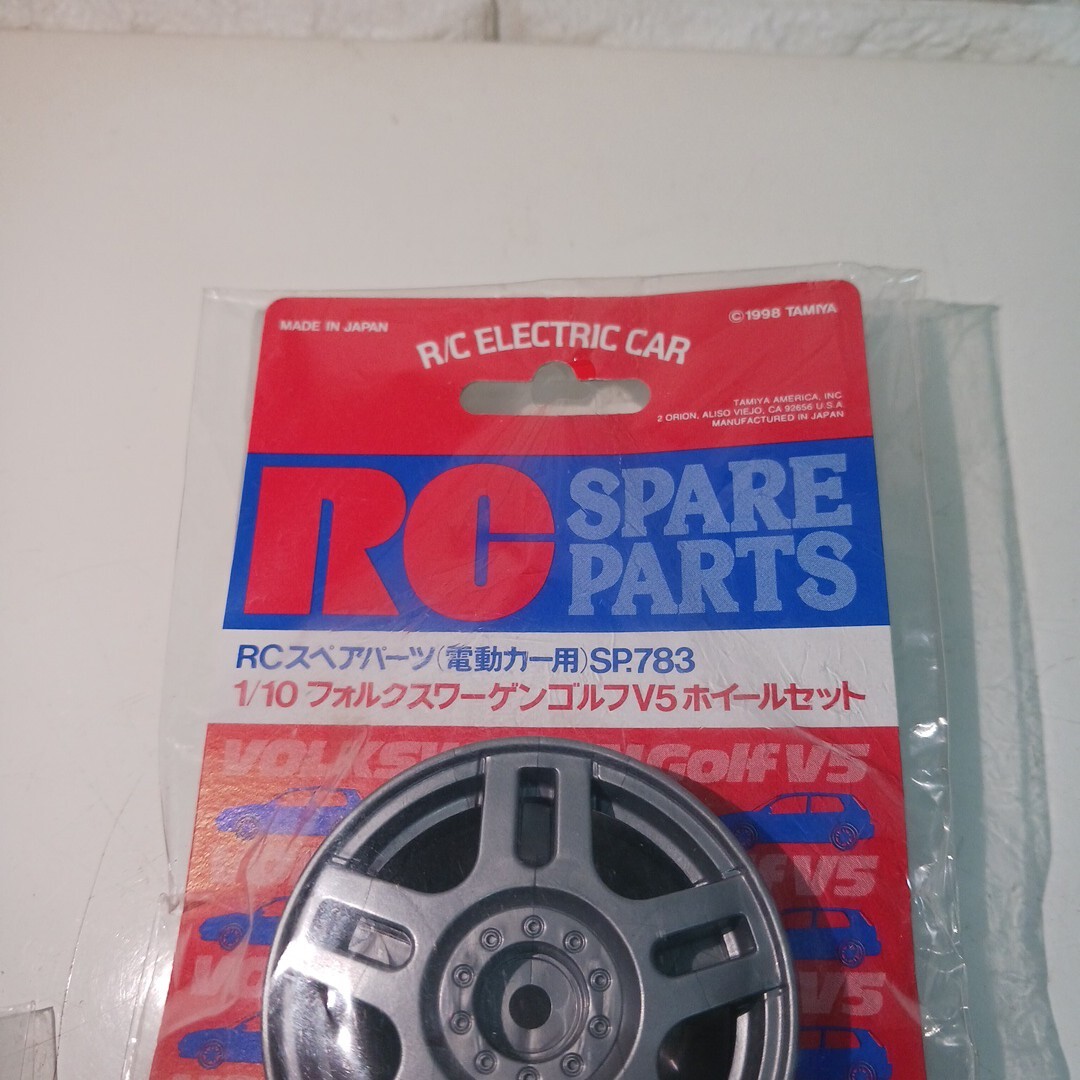 MADE IN JAPAN
©1998 TAMIYA
R/C ELECTRIC CAR
TAMIYA AMERICA, INC
2 ORION, ALISO VIEJO, CA 92656 U.S.A.
MANUFACTURED IN JAPAN
RC SPARE
PARTS
RCスペアパーツ(電動カー用)SP.783
1/10 フォルクスワーゲンゴルフV5ホイールセット
Golf V5
V5
V5